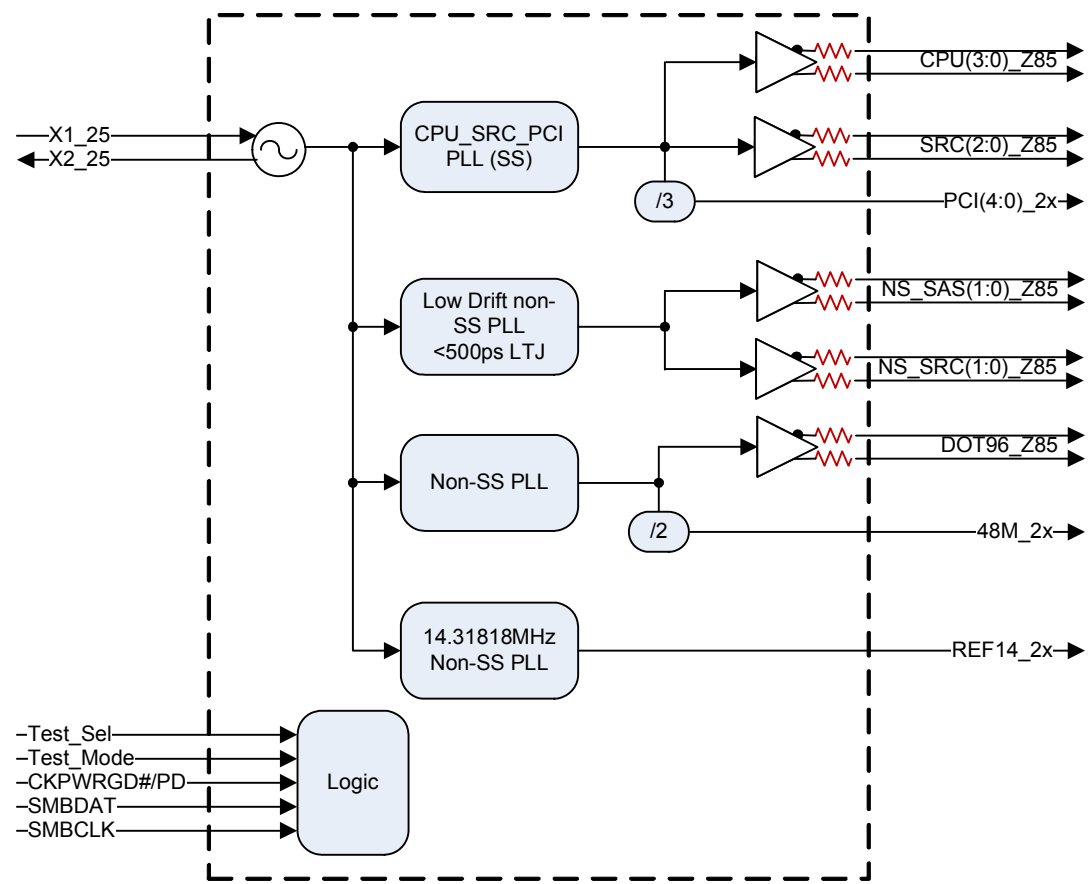 CPU(3:0)_Z85
X1_25
X2_25
CPU_SRC_PCI
PLL (SS)
SRC(2:0)_Z85
/3
PCI(4:0)_2x
Low Drift non-
SS PLL
<500ps LTJ
NS_SAS(1:0)_Z85
NS_SRC(1:0)_Z85
DOT96_Z85
Non-SS PLL
/2
48M_2x
14.31818MHz
Non-SS PLL
REF14_2x
Test_Sel
Test_Mode
CKPWRGD#/PD
SMBDAT
SMBCLK
Logic